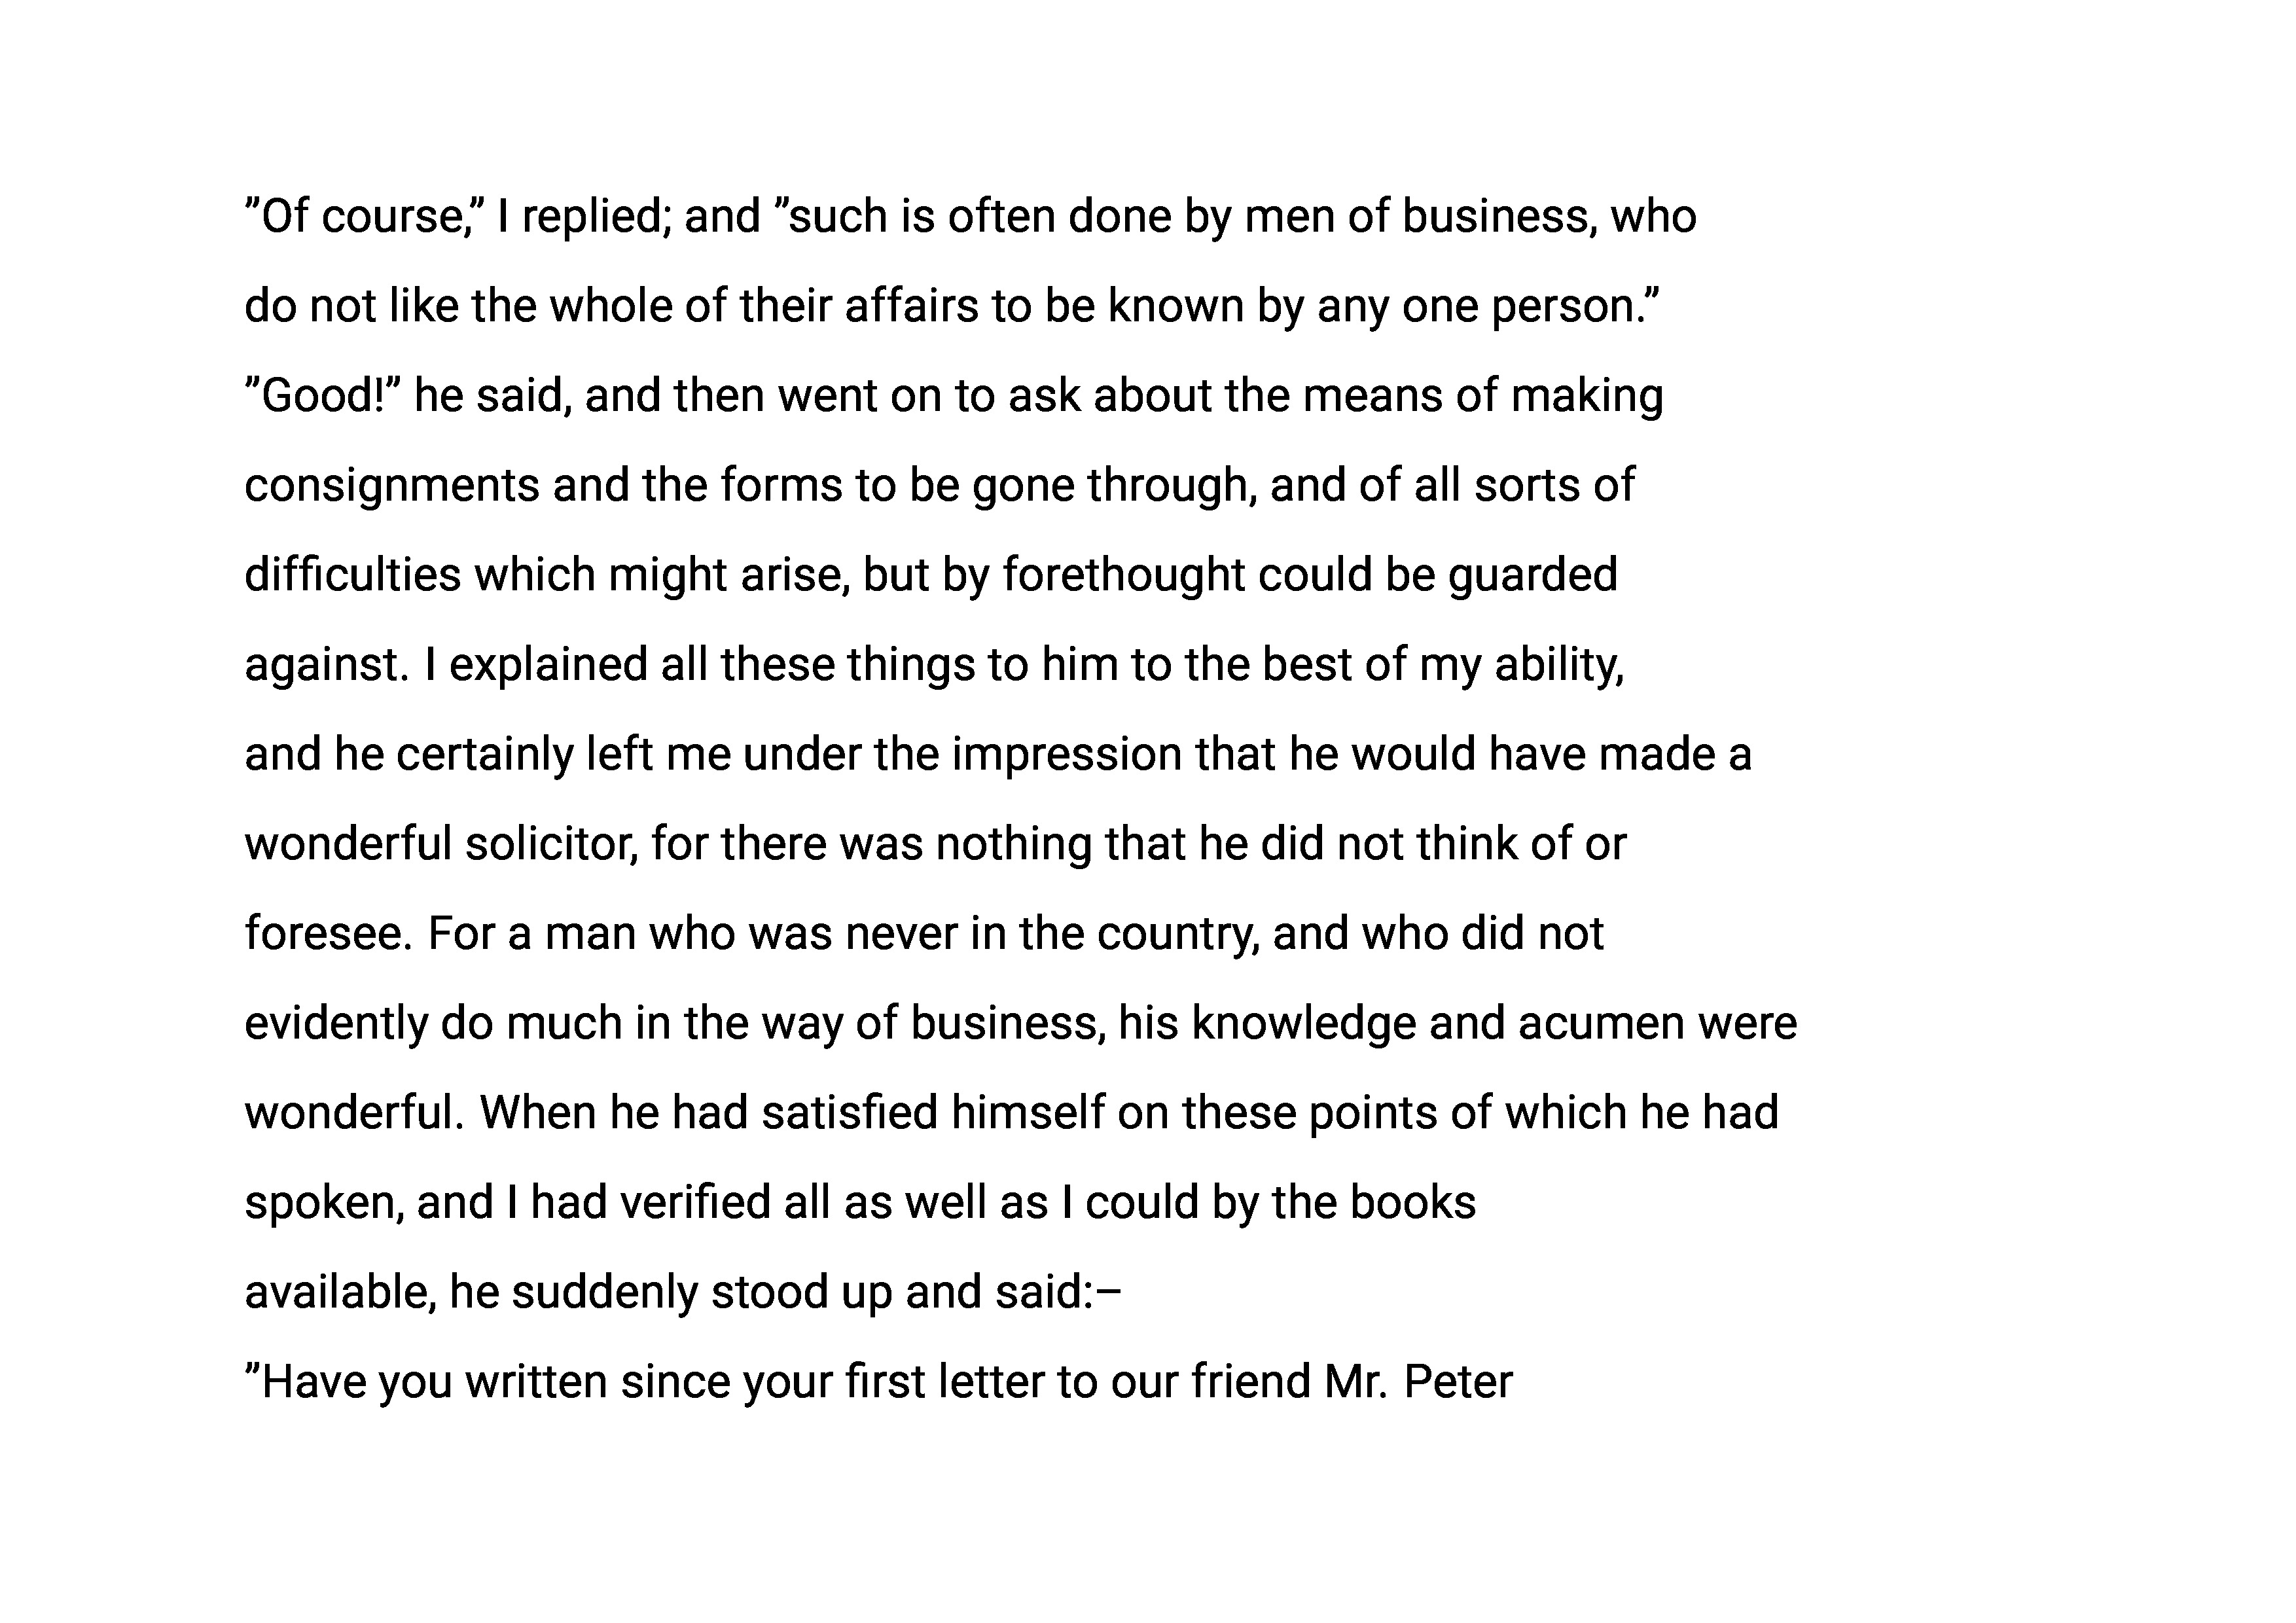 ”Of course,” I replied; and ”such is often done by men of business, who
do not like the whole of their affairs to be known by any one person.”
”Good!” he said, and then went on to ask about the means of making
consignments and the forms to be gone through, and of all sorts of
difficulties which might arise, but by forethought could be guarded
against. I explained all these things to him to the best of my ability,
and he certainly left me under the impression that he would have made a
wonderful solicitor, for there was nothing that he did not think of or
foresee. For a man who was never in the country, and who did not
evidently do much in the way of business, his knowledge and acumen were
wonderful. When he had satisfied himself on these points of which he had
spoken, and I had verified all as well as I could by the books
available, he suddenly stood up and said:–
”Have you written since your first letter to our friend Mr. Peter